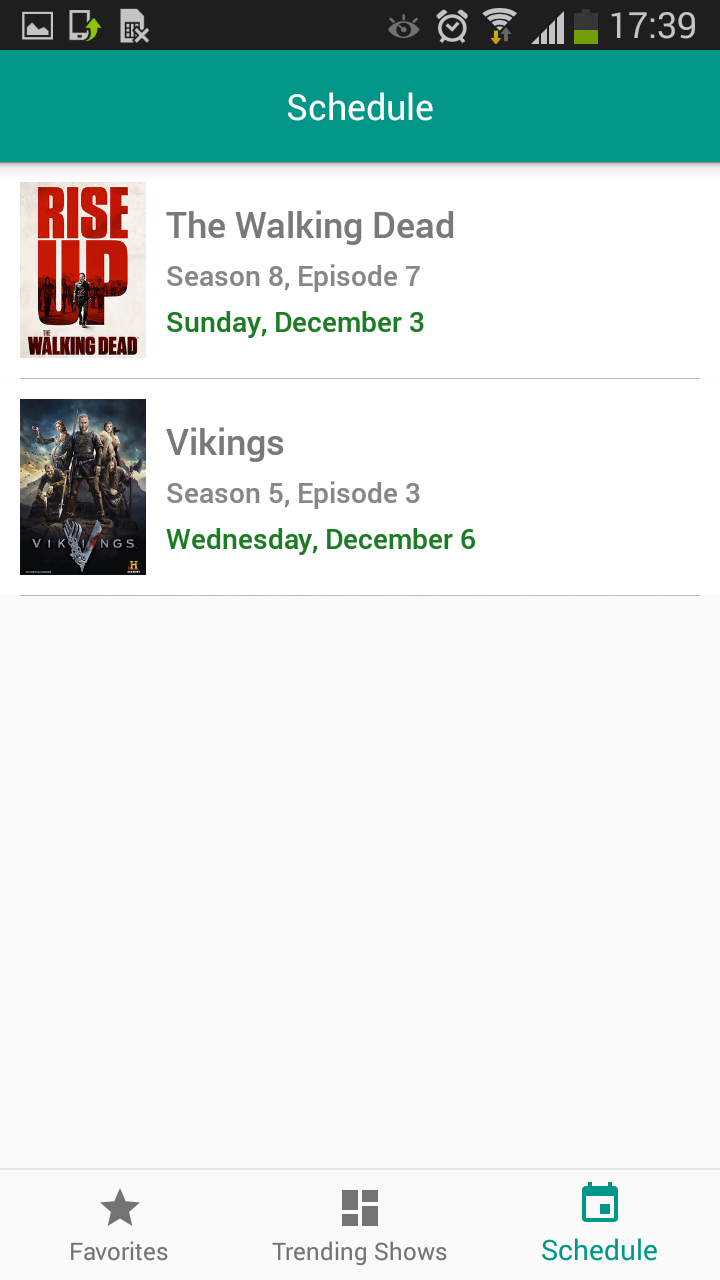 17:39
Schedule
RISE
UP
THE
WALKING DEAD
The Walking Dead
Season 8, Episode 7
Sunday, December 3
VIKINGS
H
Vikings
Season 5, Episode 3
Wednesday, December 6
Favorites
Trending Shows
Schedule